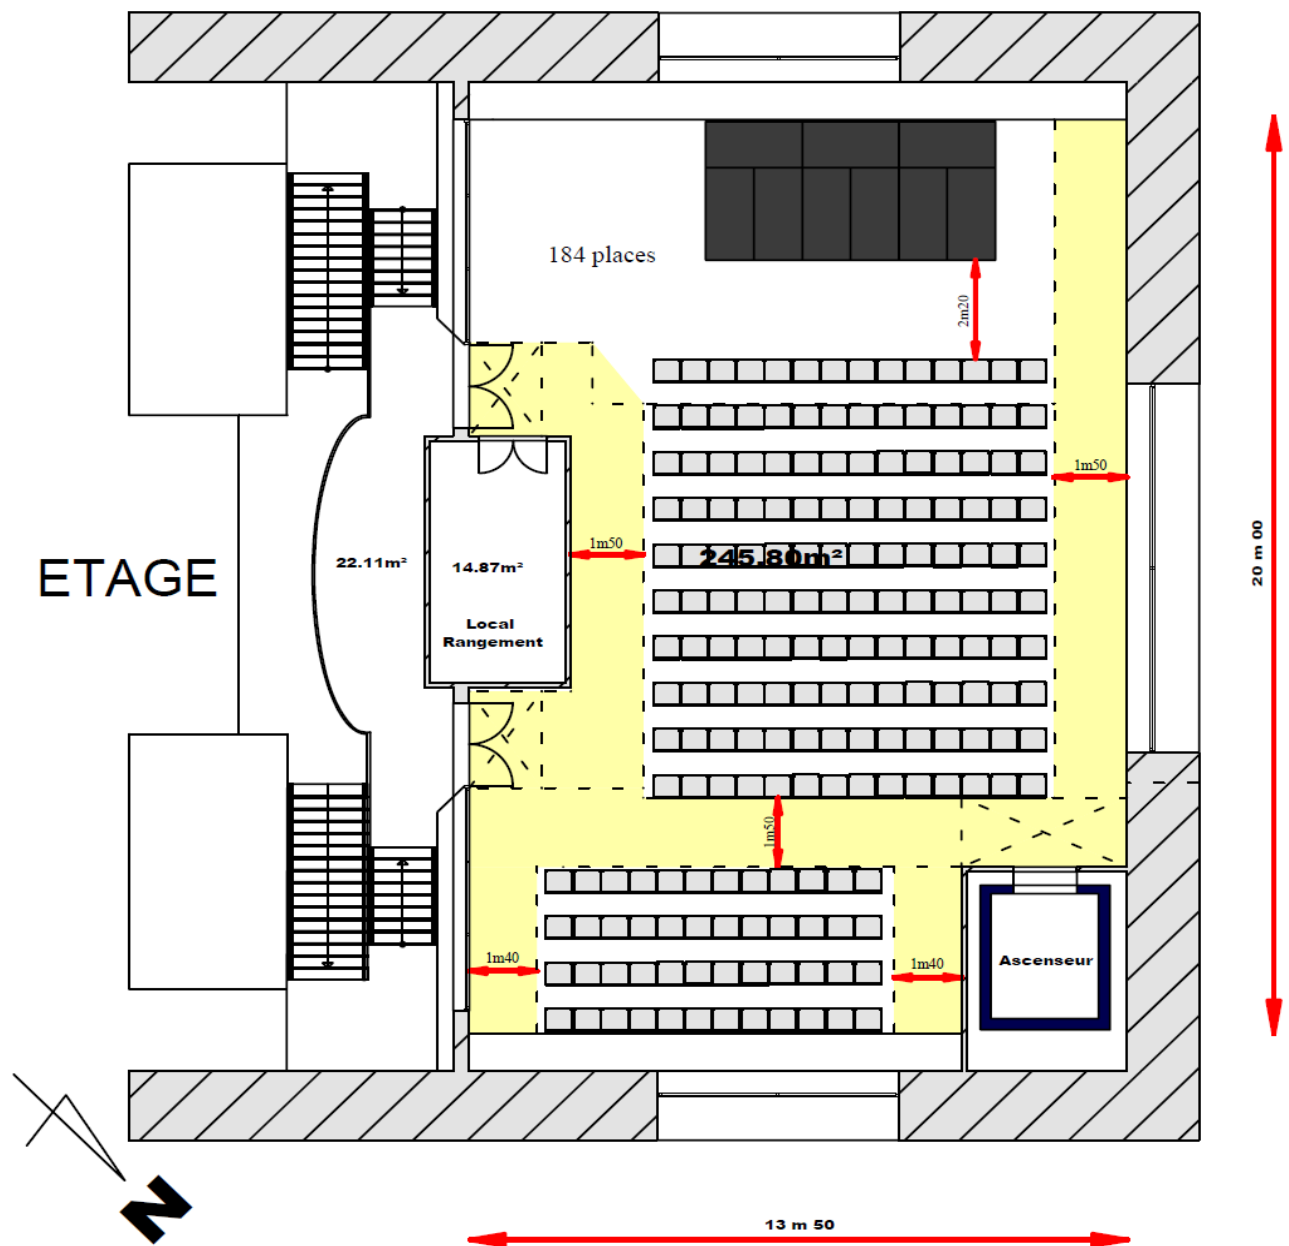 184 places
2m20
1m50
1m50
245.80m²
ETAGE
22.11m²
14.87m²
Local
Rangement
20 m 00
1m50
1m40
1m40
Ascenseur
N
13 m 50